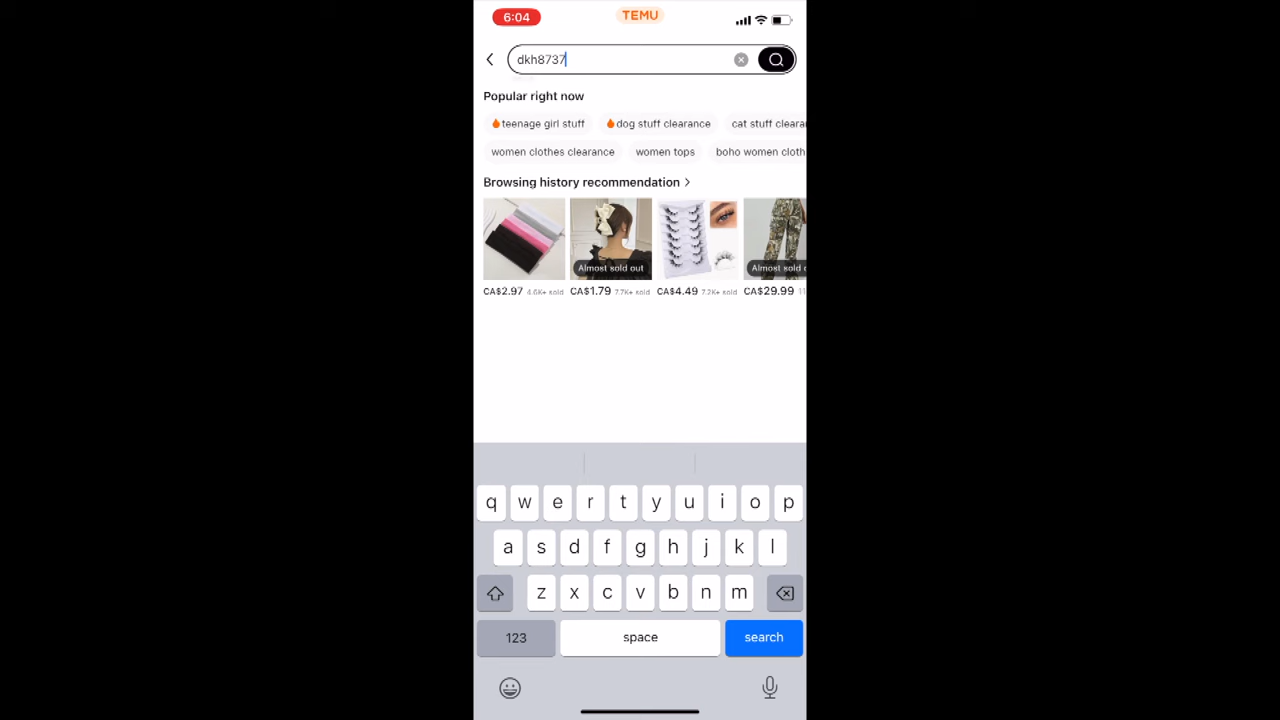 6:04
TEMU
dkh8737
Popular right now
teenage girl stuff dog stuff clearance cat stuff cleara
women clothes clearance women tops boho women cloth
Browsing history recommendation >
Almost sold out Almost sold
CA$2.97 4.6K+ sold CA$1.79 7.7K+ sold CA$4.49 7.2K+ sold CA$29.99 11
q w e r t y u i o p
a s d f g h j k l
z x c v b n m
123 space search